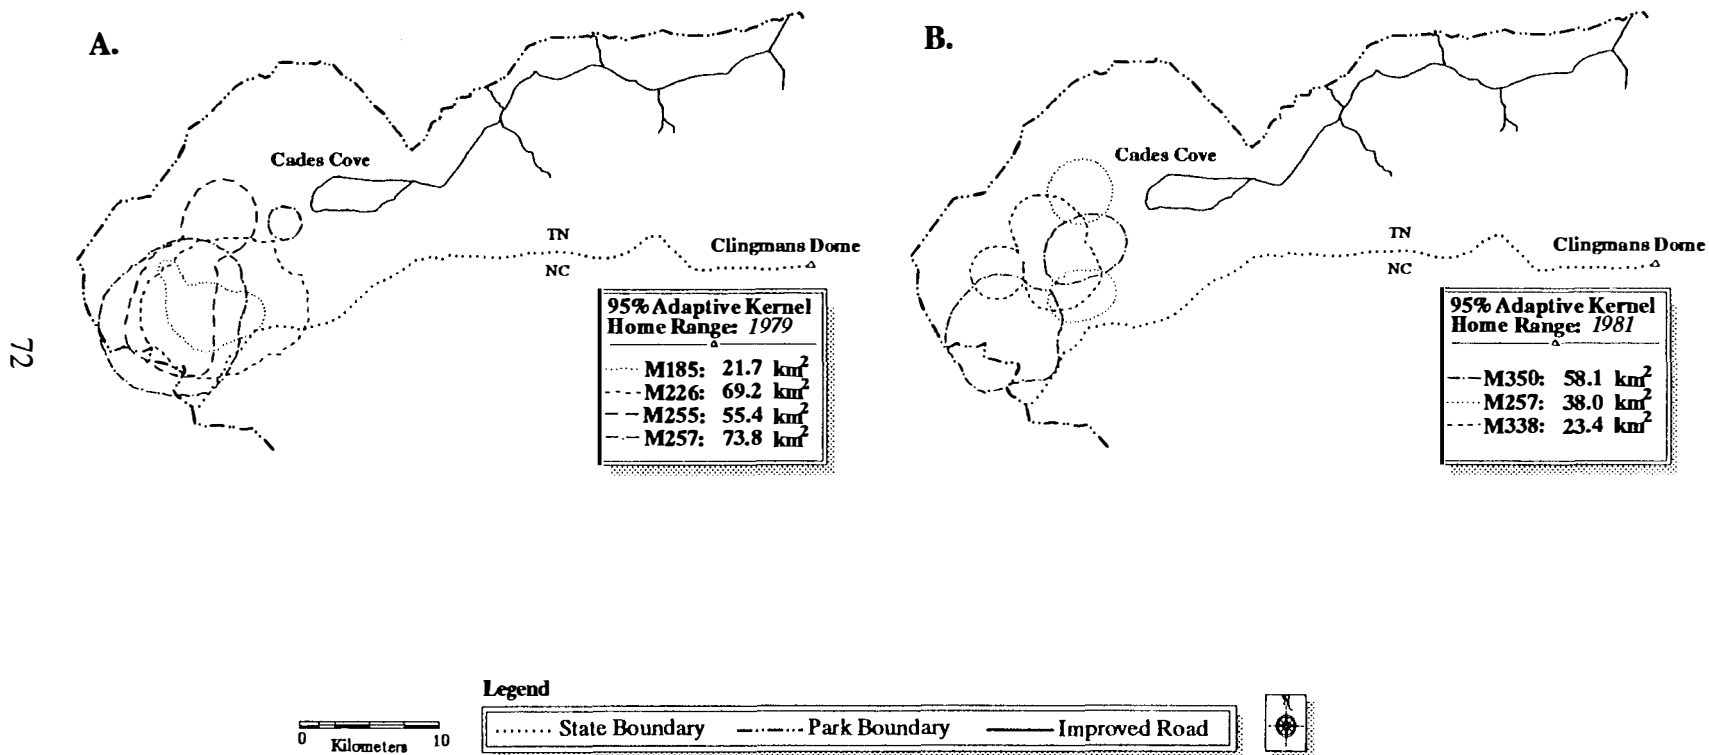 A.
Cades Cove
TN
NC
Clingmans Dome
95% Adaptive Kernel
Home Range: 1979
M185: 21.7 km²
M226: 69.2 km²
M255: 55.4 km²
M257: 73.8 km²
B.
Cades Cove
TN
NC
Clingmans Dome
95% Adaptive Kernel
Home Range: 1981
M350: 58.1 km²
M257: 38.0 km²
M338: 23.4 km²
72
Legend
State Boundary Park Boundary Improved Road
0 Kilometers 10
N